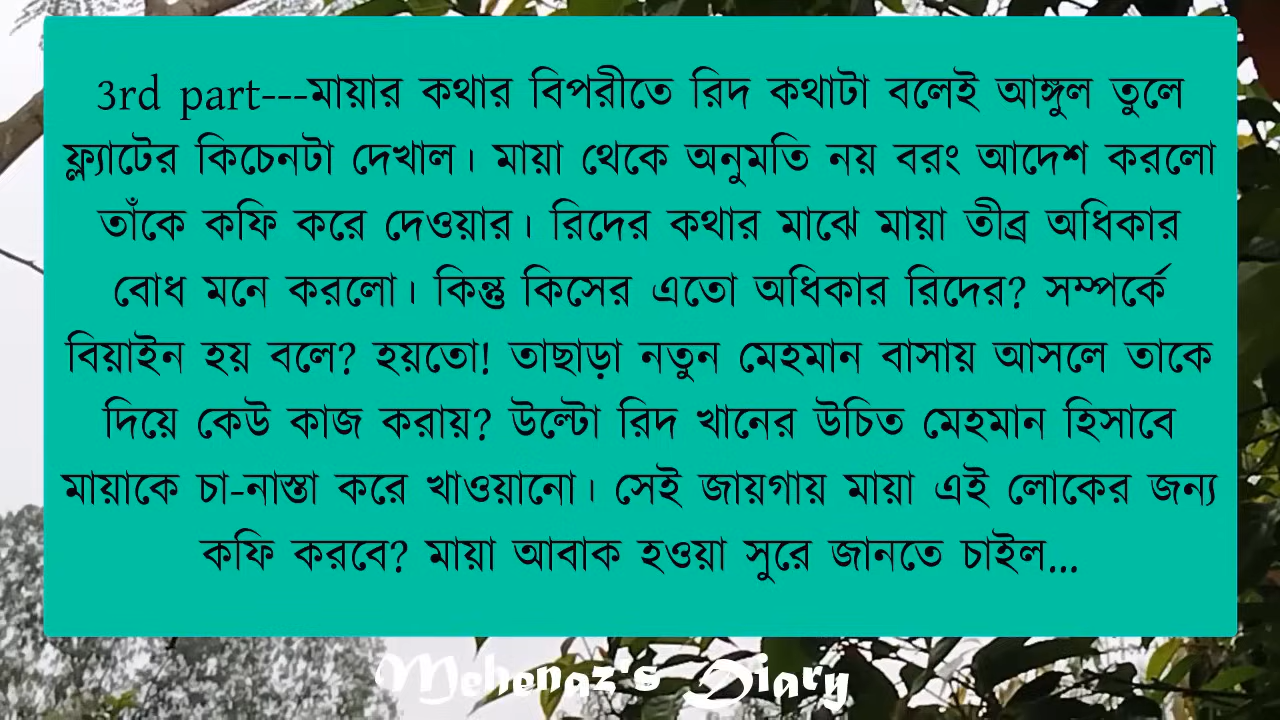 3rd part---মায়ার কথার বিপরীতে রিদ কথাটা বলেই আঙ্গুল তুলে
ফ্ল্যাটের কিচেনটা দেখাল। মায়া থেকে অনুমতি নয় বরং আদেশ করলো
তাঁকে কফি করে দেওয়ার। রিদের কথার মাঝে মায়া তীব্র অধিকার
বোধ মনে করলো। কিন্তু কিসের এতো অধিকার রিদের? সম্পর্কে
বিয়াইন হয় বলে? হয়তো! তাছাড়া নতুন মেহমান বাসায় আসলে তাকে
দিয়ে কেউ কাজ করায়? উল্টো রিদ খানের উচিত মেহমান হিসাবে
মায়াকে চা-নাস্তা করে খাওয়ানো। সেই জায়গায় মায়া এই লোকের জন্য
কফি করবে? মায়া আবাক হওয়া সুরে জানতে চাইল...
Mehenaz's Diary